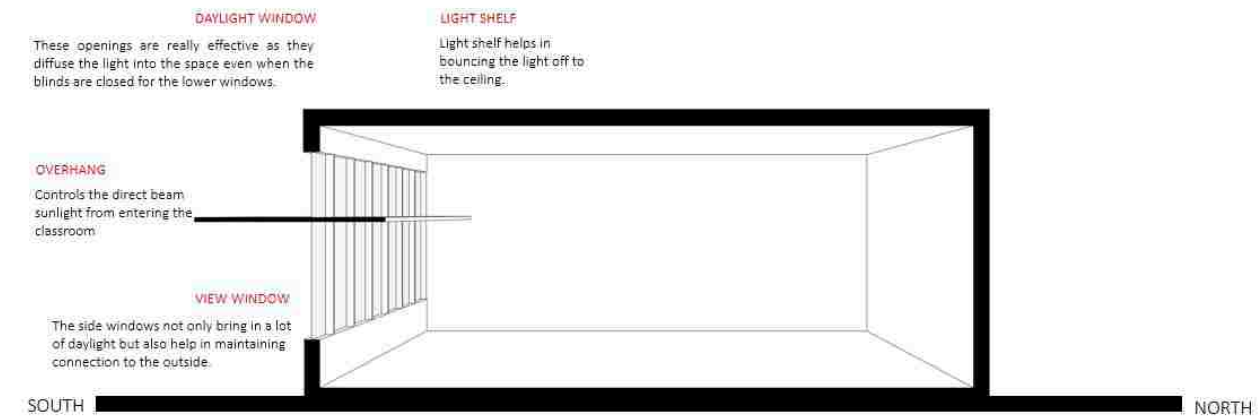 DAYLIGHT WINDOW
These openings are really effective as they
diffuse the light into the space even when the
blinds are closed for the lower windows.
LIGHT SHELF
Light shelf helps in
bouncing the light off to
the ceiling.
OVERHANG
Controls the direct beam
sunlight from entering the
classroom
VIEW WINDOW
The side windows not only bring in a lot
of daylight but also help in maintaining
connection to the outside.
SOUTH
NORTH